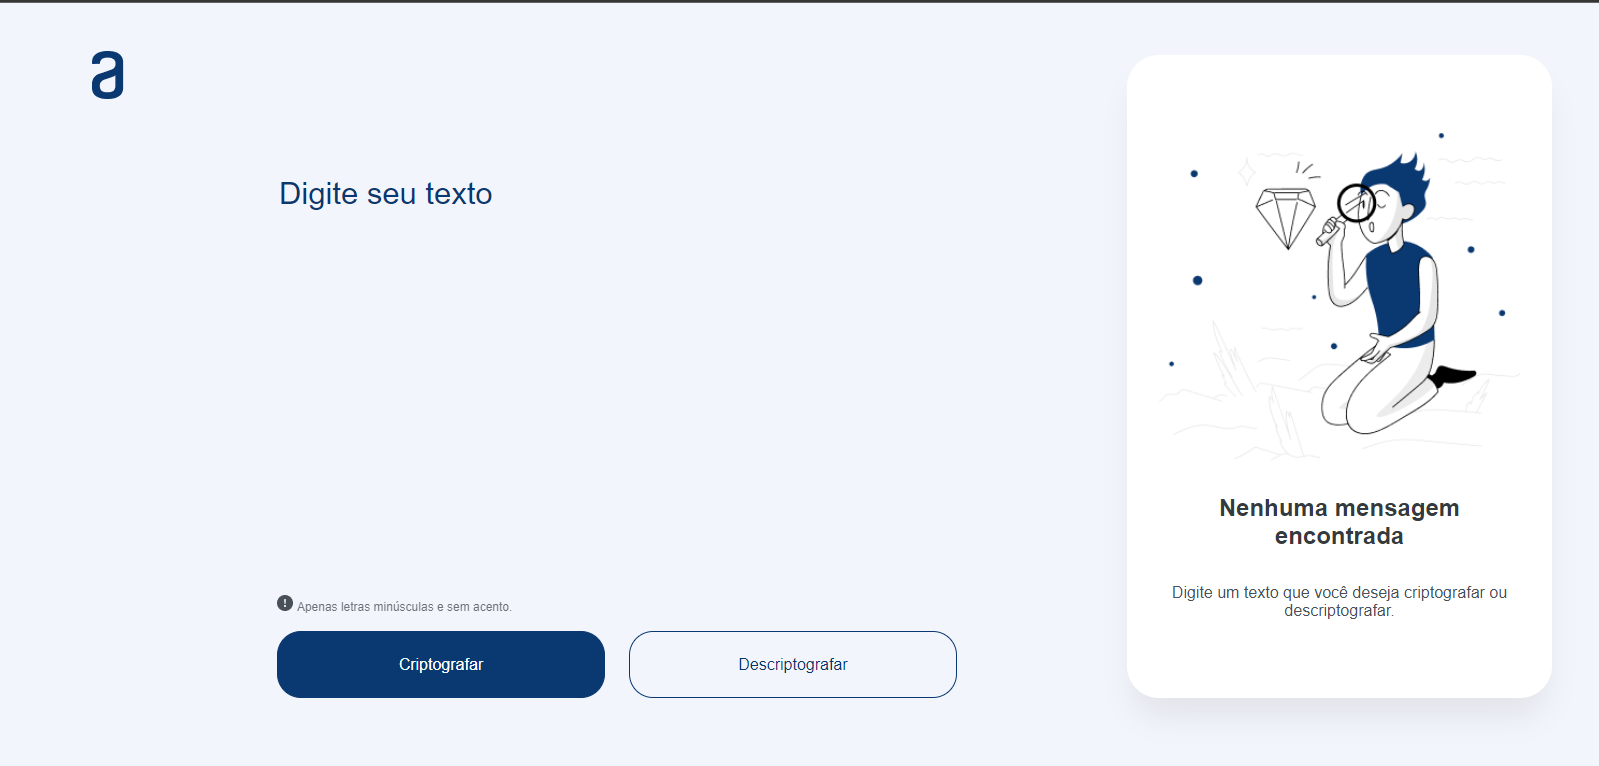 a
Digite seu texto
Apenas letras minúsculas e sem acento.
Criptografar
Descriptografar
Nenhuma mensagem
encontrada
Digite um texto que você deseja criptografar ou
descriptografar.